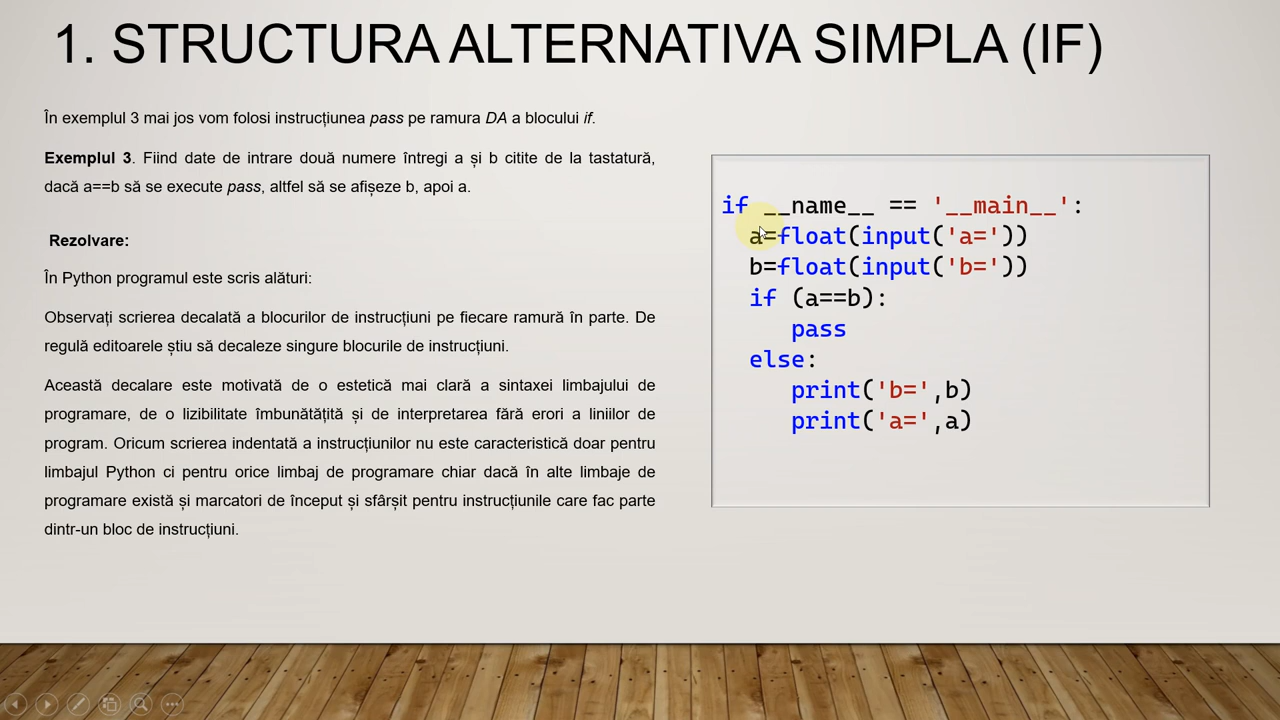 1. STRUCTURA ALTERNATIVA SIMPLA (IF)
În exemplul 3 mai jos vom folosi instrucțiunea pass pe ramura DA a blocului if.
Exemplul 3. Fiind date de intrare două numere întregi a și b citite de la tastatură,
dacă a==b să se execute pass, altfel să se afișeze b, apoi a.
Rezolvare:
În Python programul este scris alături:
Observați scrierea decalată a blocurilor de instrucțiuni pe fiecare ramură în parte. De
regulă editoarele știu să decaleze singure blocurile de instrucțiuni.
Această decalare este motivată de o estetică mai clară a sintaxei limbajului de
programare, de o lizibilitate îmbunătățită și de interpretarea fără erori a liniilor de
program. Oricum scrierea indentată a instrucțiunilor nu este caracteristică doar pentru
limbajul Python ci pentru orice limbaj de programare chiar dacă în alte limbaje de
programare există și marcatori de început și sfârșit pentru instrucțiunile care fac parte
dintr-un bloc de instrucțiuni.
if __name__ == '__main__':
a=float(input('a='))
b=float(input('b='))
if (a==b):
pass
else:
print('b=',b)
print('a=',a)